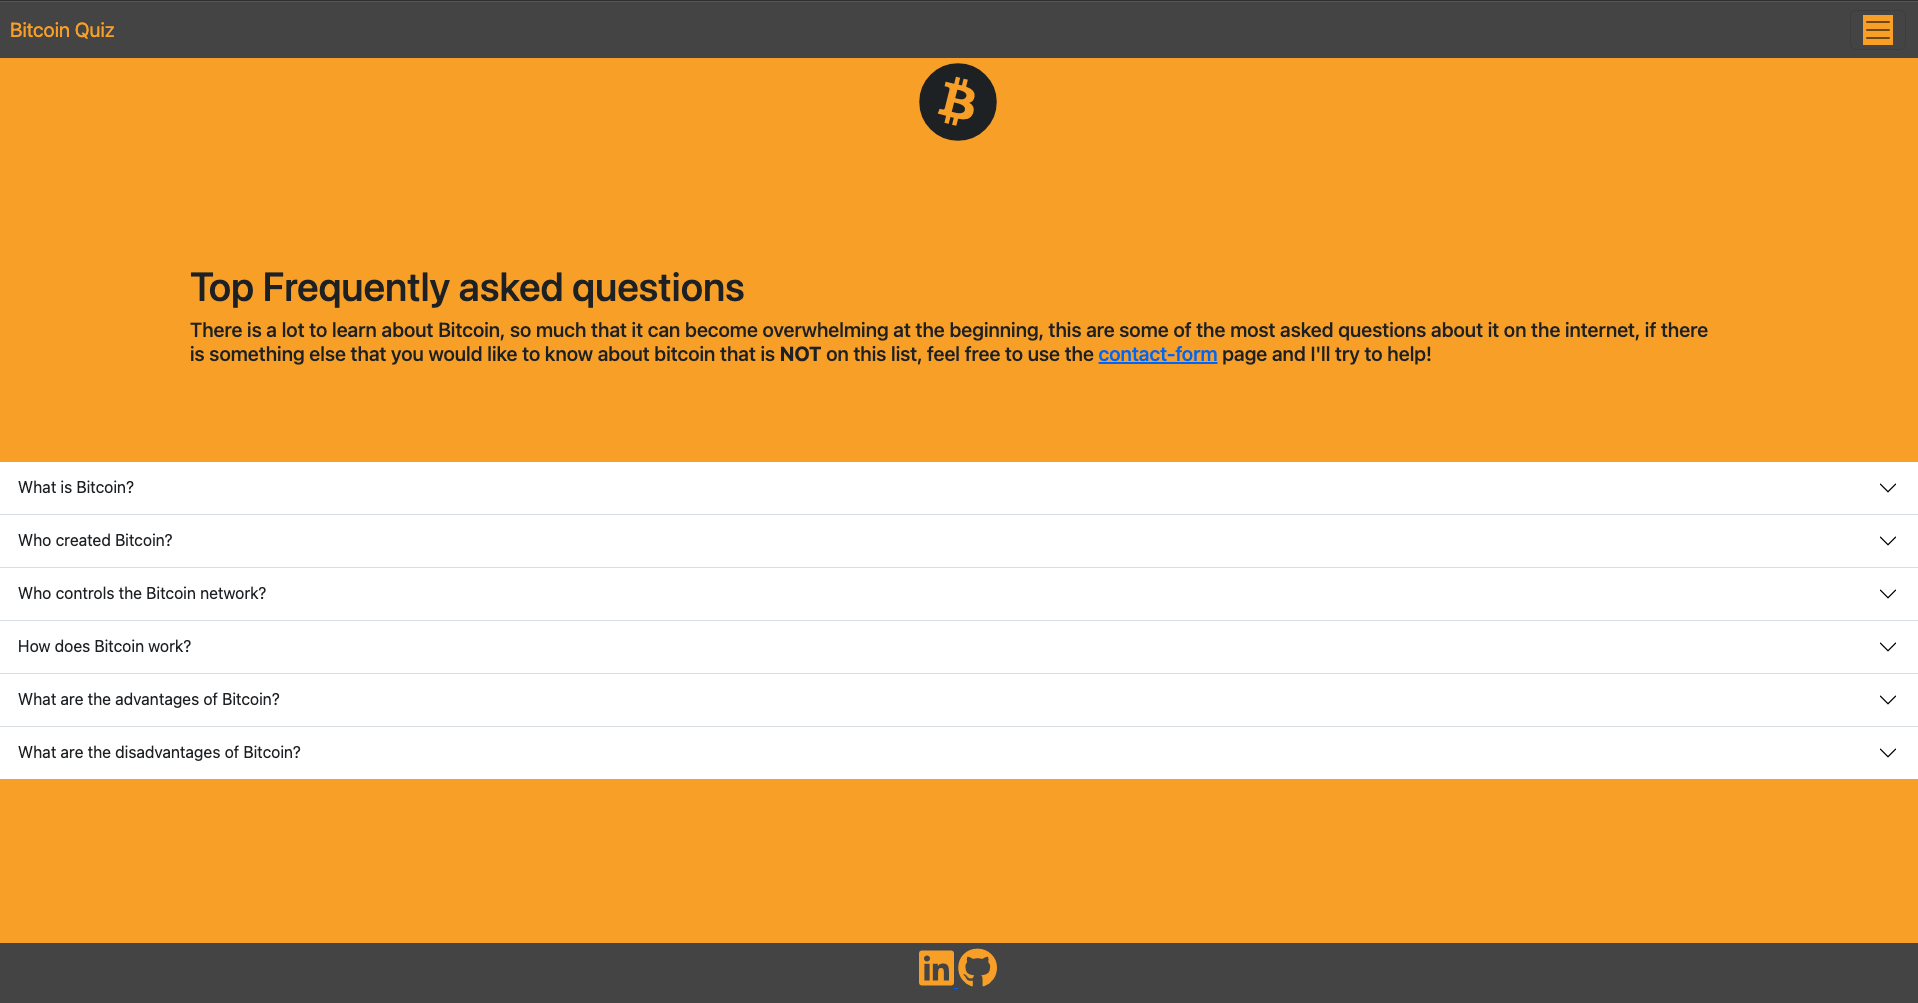 Bitcoin Quiz
Top Frequently asked questions
There is a lot to learn about Bitcoin, so much that it can become overwhelming at the beginning, this are some of the most asked questions about it on the internet, if there
is something else that you would like to know about bitcoin that is NOT on this list, feel free to use the contact-form page and I'll try to help!
What is Bitcoin?
Who created Bitcoin?
Who controls the Bitcoin network?
How does Bitcoin work?
What are the advantages of Bitcoin?
What are the disadvantages of Bitcoin?
in